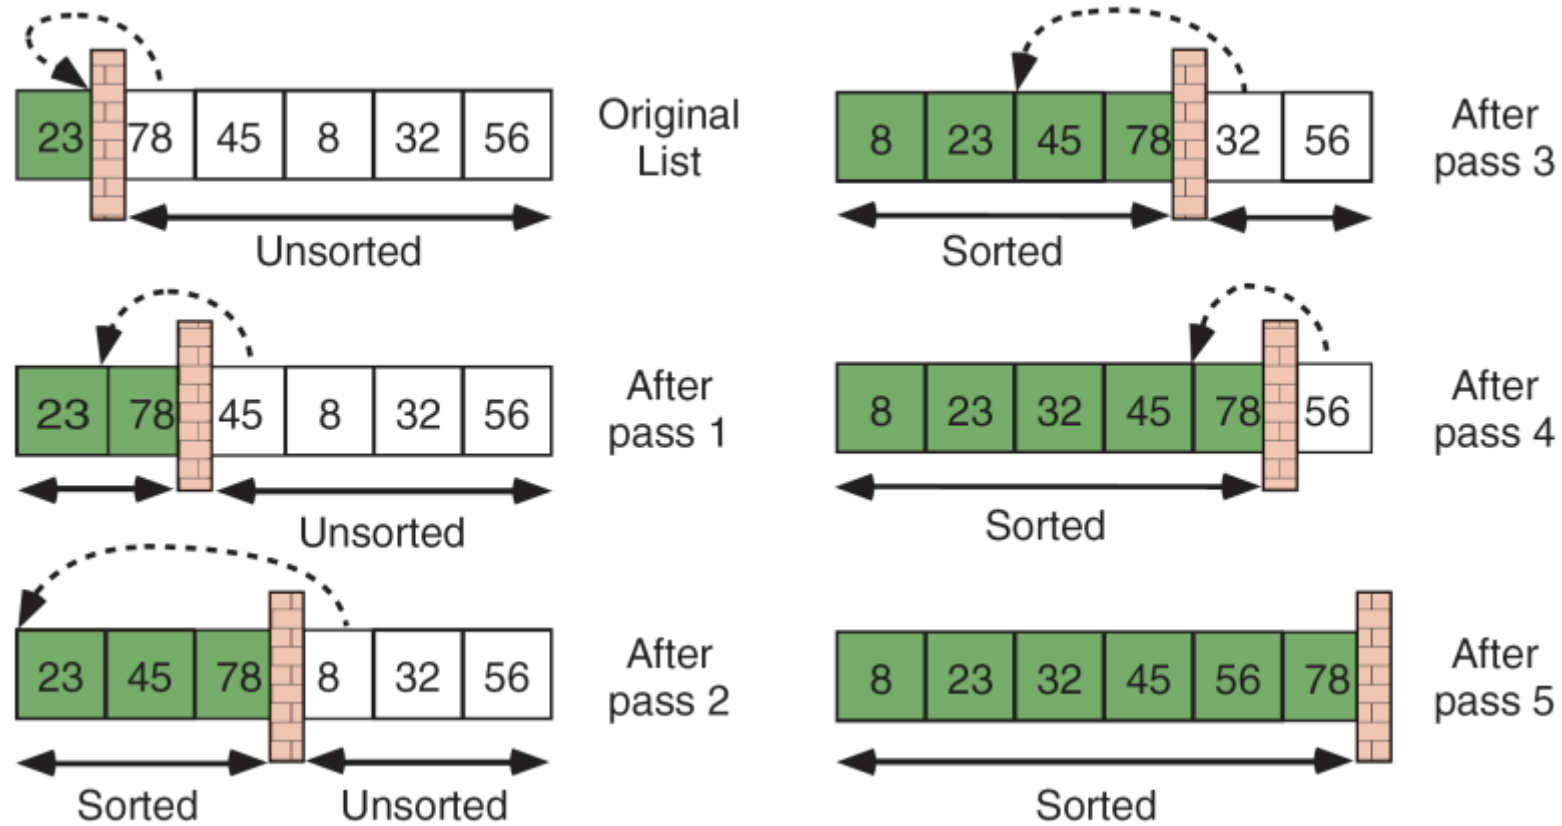 23 78 45 8 32 56
Original
List
Unsorted
23 78 45 8 32 56
After
pass 1
Unsorted
23 45 78 8 32 56
After
pass 2
Sorted Unsorted
8 23 45 78 32 56
After
pass 3
Sorted
8 23 32 45 78 56
After
pass 4
Sorted
8 23 32 45 56 78
After
pass 5
Sorted